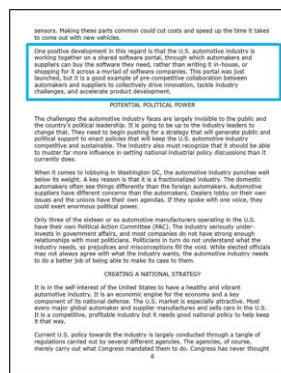 sensors. Making these parts common could cut costs and speed up the time it takes
to come out with new vehicles.
One positive development in this regard is that the U.S. automotive industry is
working together on a shared software portal, through which automakers and
suppliers can buy the software they need, rather than writing it in-house, or
shopping for it across a myriad of software companies. This portal was just
launched, but it is a good example of pre-competitive collaboration between
automakers and suppliers to collectively drive innovation, tackle industry
challenges, and accelerate product development.
POTENTIAL POLITICAL POWER
The challenges the automotive industry faces are largely invisible to the public and
the country's political leadership. It is going to be up to the industry leaders to
change that. They need to begin pushing for a strategy that will generate public and
political support to enact policies that will keep the U.S. automotive industry
competitive and sustainable. The industry also must recognize that it should be able
to muster far more influence in setting national industrial policy discussions than it
currently does.
When it comes to lobbying in Washington DC, the automotive industry punches well
below its weight. A key reason is that it is a fractionalized industry. The domestic
automakers often see things differently than the foreign automakers. Automotive
suppliers have different concerns than the automakers. Dealers lobby on their own
issues and the unions have their own agendas. If they spoke with one voice, they
could exert enormous political power.
Only three of the sixteen or so automotive manufacturers operating in the U.S.
have their own Political Action Committee (PAC). The industry seriously under-
invests in government affairs, and most companies do not have strong enough
relationships with most politicians. Politicians in turn do not understand what the
industry needs, so prejudices and misconceptions fill the void. While elected officials
may not always agree with what the industry wants, the automotive industry needs
to do a better job of being able to make its case to them.
CREATING A NATIONAL STRATEGY
It is in the self-interest of the United States to have a healthy and vibrant
automotive industry. It is an economic engine for the economy and a key
component of its national defense. The U.S. market is especially attractive. Most
every major global automaker and supplier manufactures and sells cars in the U.S.
It is a competitive, profitable industry but it needs good national policy to help keep
it that way.
Current U.S. policy towards the industry is largely conducted through a tangle of
regulations carried out by several different agencies. The agencies, of course,
merely carry out what Congress mandated them to do. Congress has never thought
6